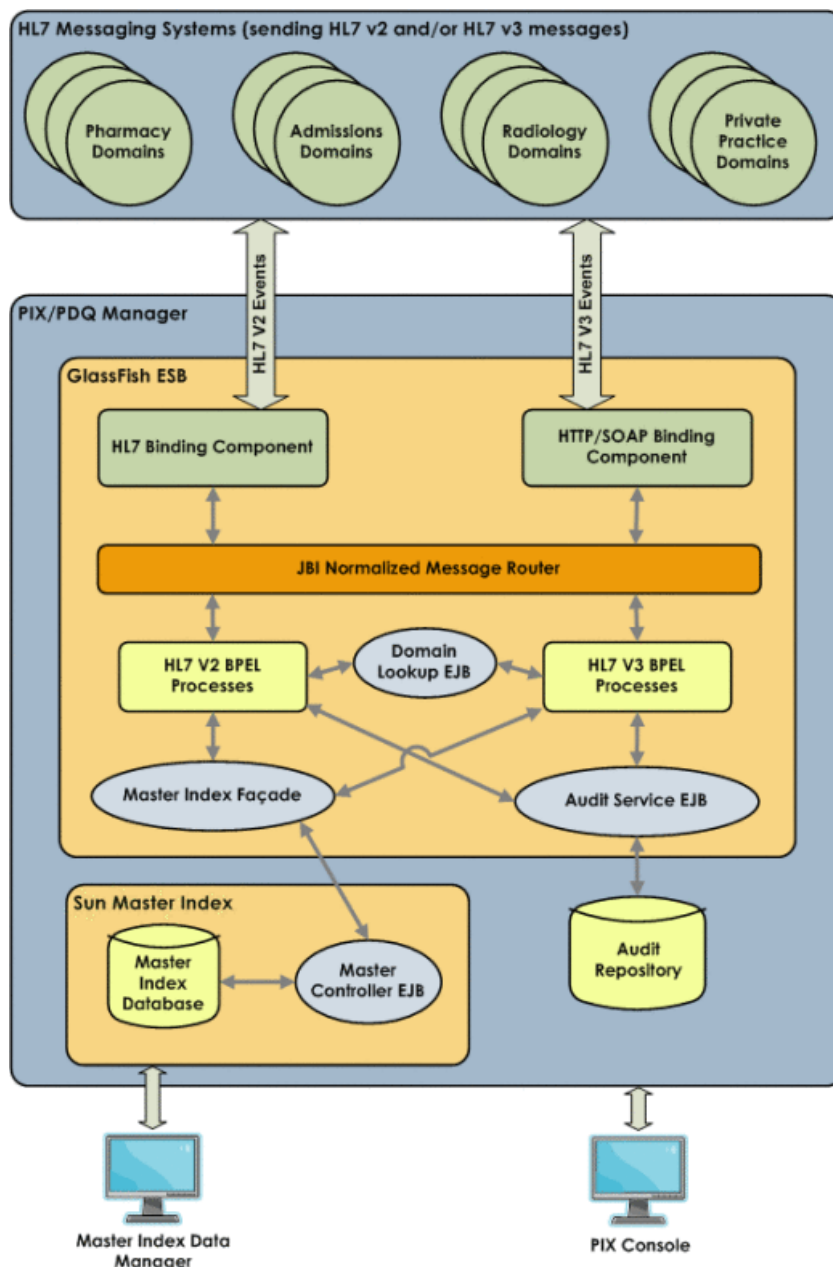 HL7 Messaging Systems (sending HL7 v2 and/or HL7 v3 messages)
Pharmacy
Domains
Admissions
Domains
Radiology
Domains
Private
Practice
Domains
HL7 V2 Events
HL7 V3 Events
PIX/PDQ Manager
GlassFish ESB
HL7 Binding Component
HTTP/SOAP Binding
Component
JBI Normalized Message Router
HL7 V2 BPEL
Processes
Domain
Lookup EJB
HL7 V3 BPEL
Processes
Master Index Façade
Audit Service EJB
Sun Master Index
Master
Index
Database
Master
Controller EJB
Audit
Repository
Master Index Data
Manager
PIX Console